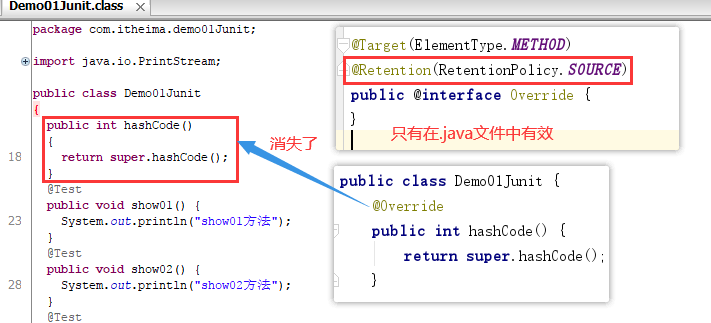 Demo01Junit.class
package com.itheima.demo01Junit;
import java.io.PrintStream;
public class Demo01Junit
{
public int hashCode()
{
18 return super.hashCode();
}
@Test
public void show01() {
23 System.out.println("show01方法");
}
@Test
public void show02() {
28 System.out.println("show02方法");
}
@Test
@Target(ElementType.METHOD)
@Retention(RetentionPolicy.SOURCE)
public @interface Override {
}
只有在.java文件中有效
消失了
public class Demo01Junit {
@Override
public int hashCode() {
return super.hashCode();
}